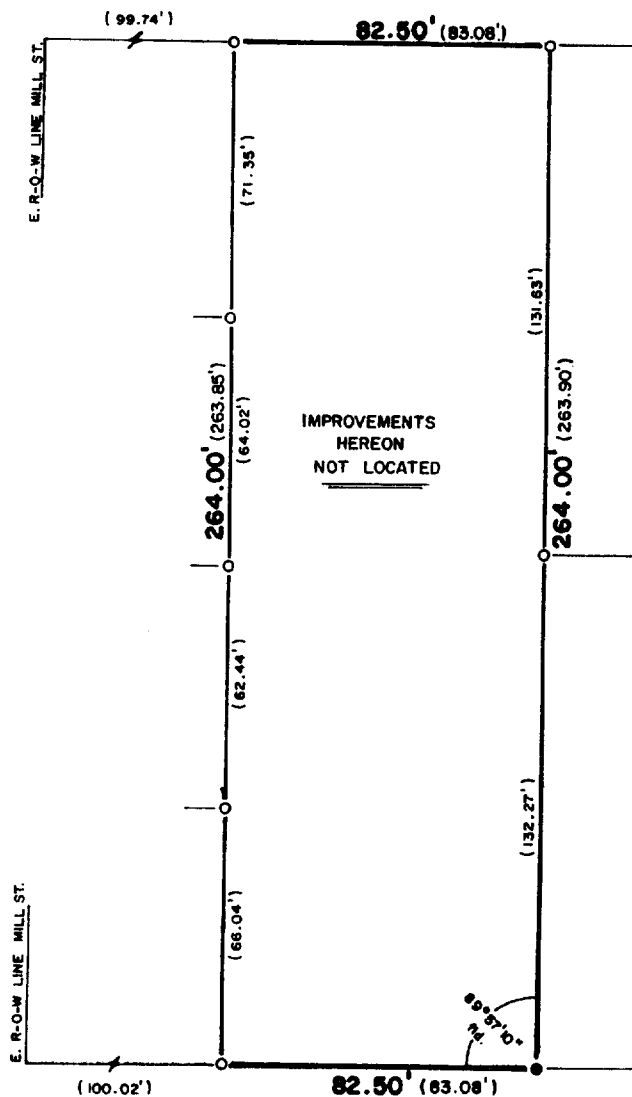 (99.74')
82.50' (83.08')
E. R-O-W LINE MILL ST.
(71.35')
(131.63')
264.00' (263.85')
(64.02')
264.00' (263.90')
IMPROVEMENTS
HEREON
NOT LOCATED
(62.44')
(132.27')
(66.04')
E. R-O-W LINE MILL ST.
89°57'10"
(100.02')
82.50' (83.08')